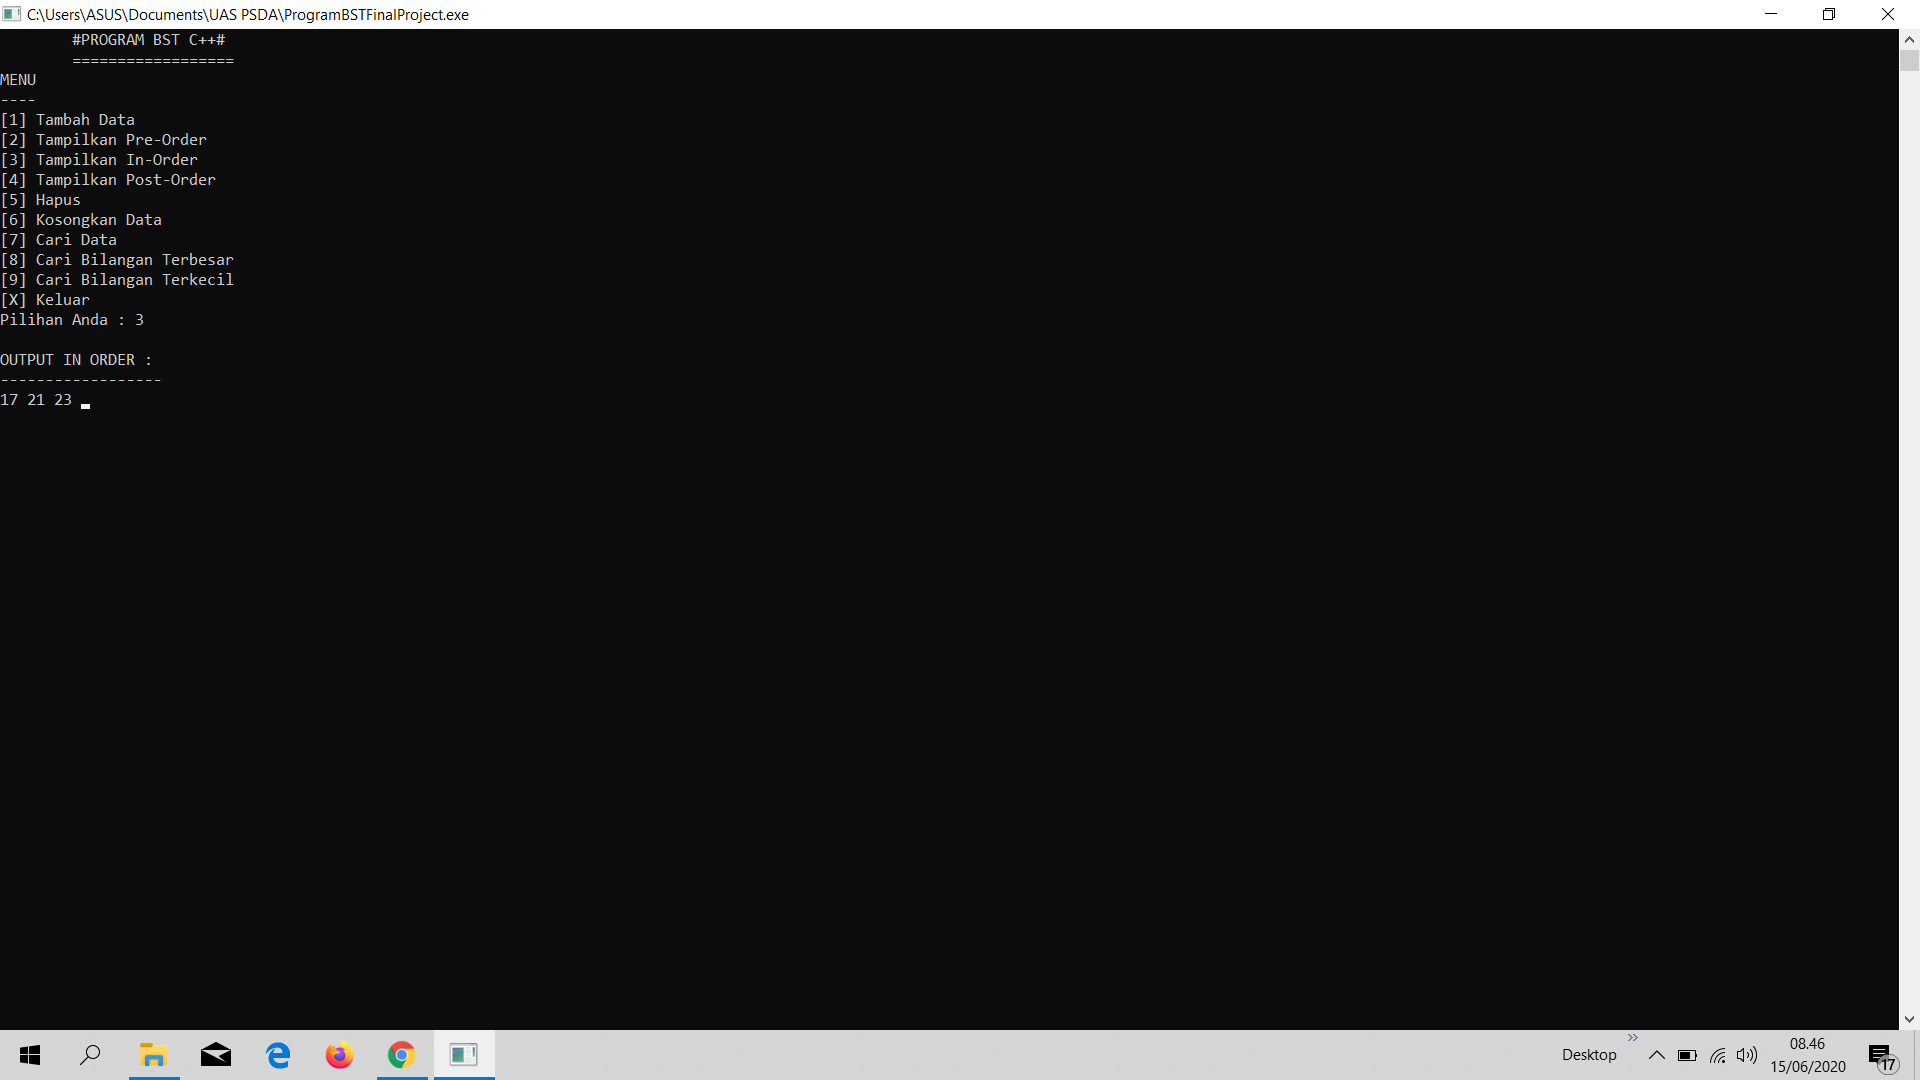 C:\Users\ASUS\Documents\UAS PSDA\ProgramBSTFinalProject.exe
#PROGRAM BST C++#
==================
MENU
----
[1] Tambah Data
[2] Tampilkan Pre-Order
[3] Tampilkan In-Order
[4] Tampilkan Post-Order
[5] Hapus
[6] Kosongkan Data
[7] Cari Data
[8] Cari Bilangan Terbesar
[9] Cari Bilangan Terkecil
[X] Keluar
Pilihan Anda : 3
OUTPUT IN ORDER :
------------------
17 21 23
Desktop
08.46
15/06/2020
17